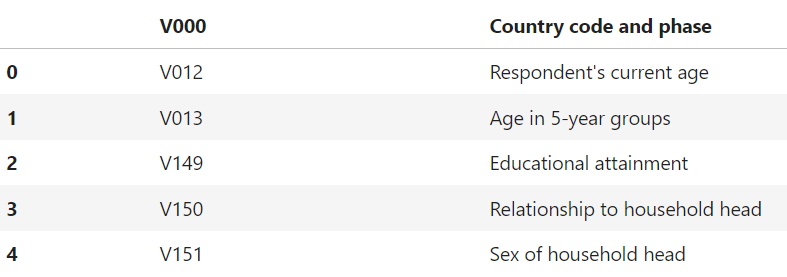 V000 Country code and phase
0 V012 Respondent's current age
1 V013 Age in 5-year groups
2 V149 Educational attainment
3 V150 Relationship to household head
4 V151 Sex of household head